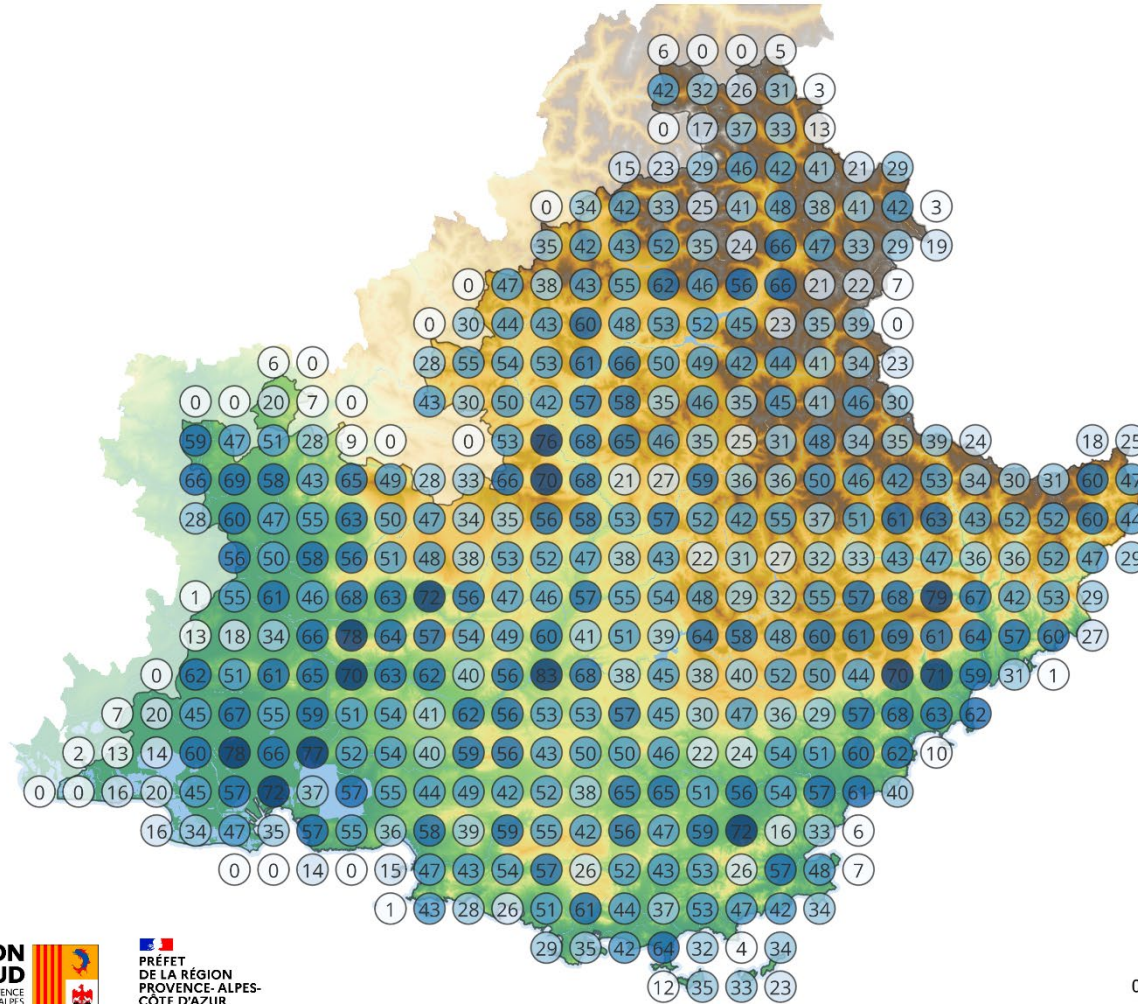 6 0 0 5
42 32 26 31 3
0 17 37 33 13
15 23 29 46 42 41 21 29
0 34 42 33 25 41 48 38 41 42 3
35 42 43 52 35 24 66 47 33 29 19
0 47 38 43 55 62 46 56 66 21 22 7
0 30 44 43 60 48 53 52 45 23 35 39 0
6 0 28 55 54 53 61 66 50 49 42 44 41 34 23
0 0 20 7 0 43 30 50 42 57 58 35 46 35 45 41 46 30
59 47 51 28 9 0 0 53 76 68 65 46 35 25 31 48 34 35 39 24 18 25
66 69 58 43 65 49 28 33 66 70 68 21 27 59 36 36 50 46 42 53 34 30 31 60 47
28 60 47 55 63 50 47 34 35 56 58 53 57 52 42 55 37 51 61 63 43 52 52 60 44
56 50 58 56 51 48 38 53 52 47 38 43 22 31 27 32 33 43 47 36 36 52 47 29
1 55 61 46 68 63 72 56 47 46 57 55 54 48 29 32 55 57 68 79 67 42 53 29
13 18 34 66 78 64 57 54 49 60 41 51 39 64 58 48 60 61 69 61 64 57 60 27
0 62 51 61 65 70 63 62 40 56 83 68 38 45 38 40 52 50 44 70 71 59 31 1
7 20 45 67 55 59 51 54 41 62 56 53 53 57 45 30 47 36 29 57 68 63 62
2 13 14 60 78 66 77 52 54 40 59 56 43 50 50 46 22 24 54 51 60 62 10
0 0 16 20 45 57 72 37 57 55 44 49 42 52 38 65 65 51 56 54 57 61 40
16 34 47 35 57 55 36 58 39 59 55 42 56 47 59 72 16 33 6
0 0 14 0 15 47 43 54 57 26 52 43 53 26 57 48 7
1 43 28 26 51 61 44 37 53 47 42 34
29 35 42 64 32 4 34
12 35 33 23
ON
UD
ENCE
ALPES
PRÉFET
DE LA RÉGION
PROVENCE- ALPES-
CÔTE D'AZUR